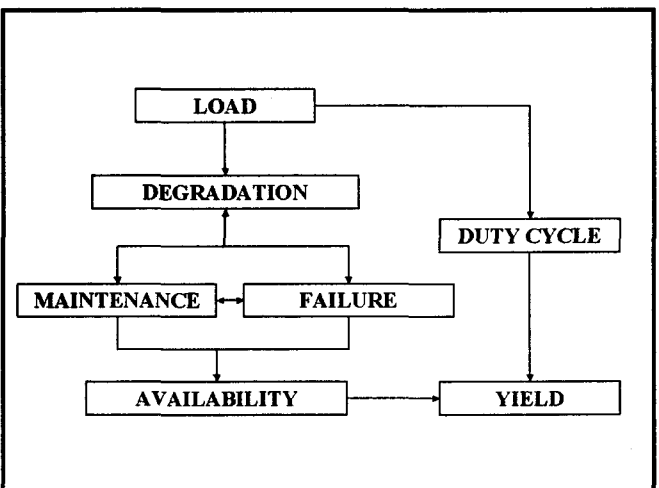 LOAD
DEGRADATION
DUTY CYCLE
MAINTENANCE
FAILURE
AVAILABILITY
YIELD